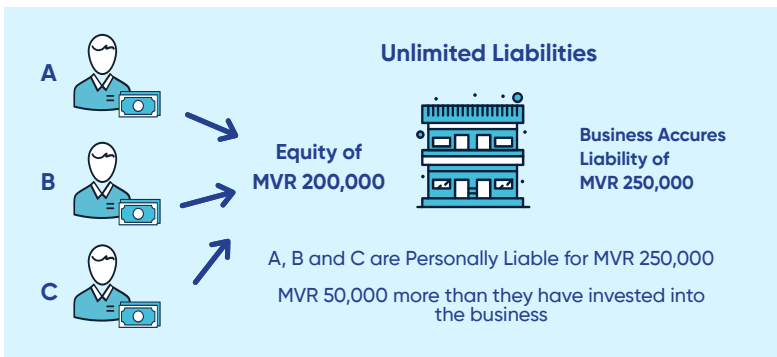 Unlimited Liabilities
A
B
C
Equity of
MVR 200,000
Business Accures
Liability of
MVR 250,000
A, B and C are Personally Liable for MVR 250,000
MVR 50,000 more than they have invested into
the business